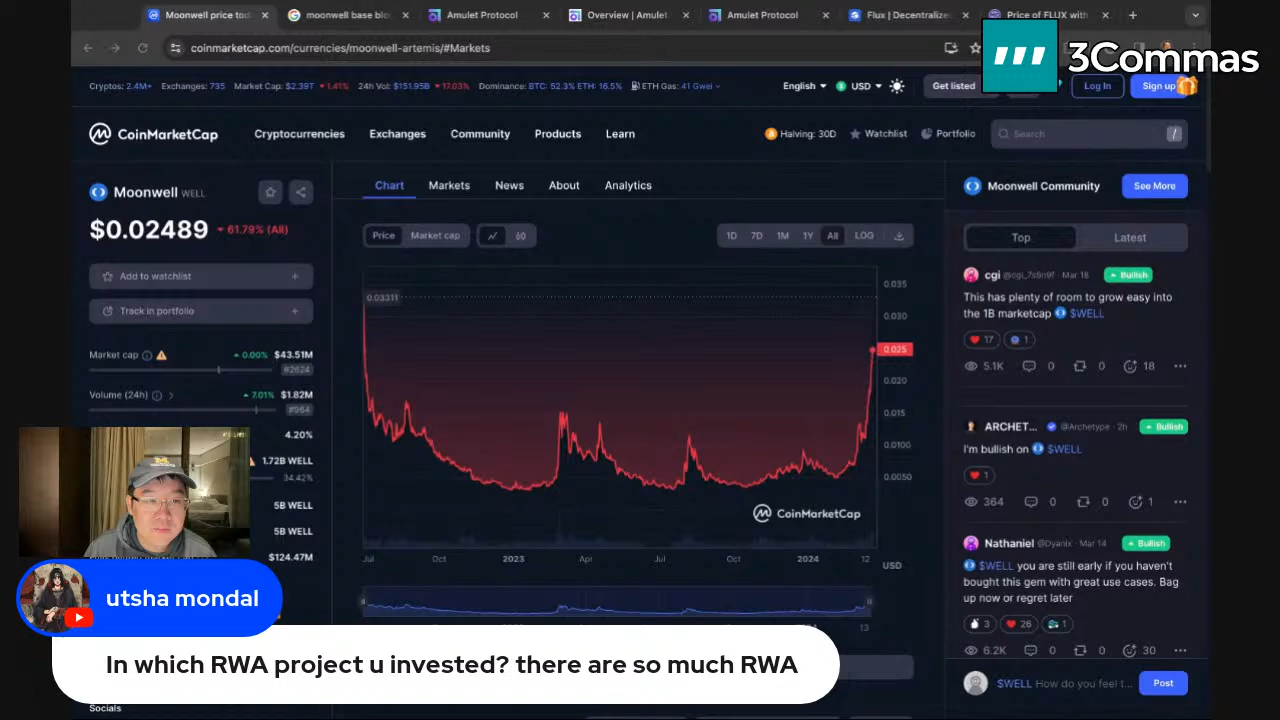 Moonwell price tod
moonwell base blo
Amulet Protocol
Overview | Amulet
Amulet Protocol
Flux | Decentralize
Price of FLUX with
coinmarketcap.com/currencies/moonwell-artemis/#Markets
3Commas
Cryptos: 2.4M+ Exchanges: 735 Market Cap: $2.39T 1.41% 24h Vol: $151.95B 17.03% Dominance: BTC: 52.3% ETH: 16.5% ETH Gas: 41 Gwei
English USD Get listed Log In Sign up
CoinMarketCap Cryptocurrencies Exchanges Community Products Learn Halving: 30D Watchlist Portfolio Search /
Moonwell WELL
$0.02489 61.79% (All)
Add to watchlist +
Track in portfolio +
Market cap 0.00% $43.51M
#2624
Volume (24h) 7.01% $1.82M
#964
4.20%
1.72B WELL
34.42%
5B WELL
5B WELL
$124.47M
Socials
Chart Markets News About Analytics
Price Market cap
1D 7D 1M 1Y All LOG
0.03311
0.035
0.030
0.025
0.020
0.015
0.0100
0.0050
CoinMarketCap
Jul Oct 2023 Apr Jul Oct 2024 12 USD
13
Moonwell Community See More
Top Latest
cgi @cgi_7s5n9f · Mar 18 Bullish
This has plenty of room to grow easy into
the 1B marketcap $WELL
17 1
5.1K 0 0 18
ARCHET... @Archetype · 2h Bullish
I'm bullish on $WELL
1
364 0 0 1
Nathaniel @Dyanix · Mar 14 Bullish
$WELL you are still early if you haven't
bought this gem with great use cases. Bag
up now or regret later
3 26 1
6.2K 0 0 30
$WELL How do you feel t... Post
utsha mondal
In which RWA project u invested? there are so much RWA